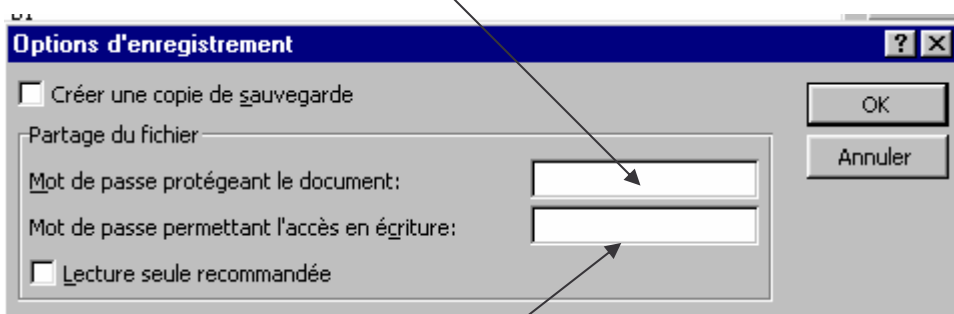 Options d'enregistrement
Créer une copie de sauvegarde
OK
Partage du fichier
Annuler
Mot de passe protégeant le document:
Mot de passe permettant l'accès en écriture:
Lecture seule recommandée